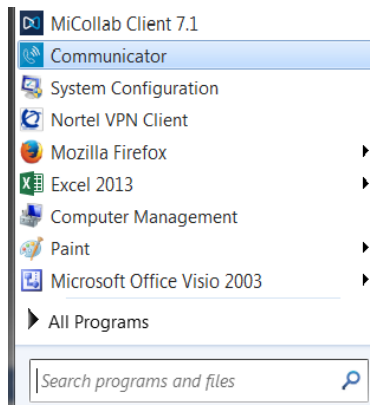 MiCollab Client 7.1
Communicator
System Configuration
Nortel VPN Client
Mozilla Firefox
Excel 2013
Computer Management
Paint
Microsoft Office Visio 2003
All Programs
Search programs and files